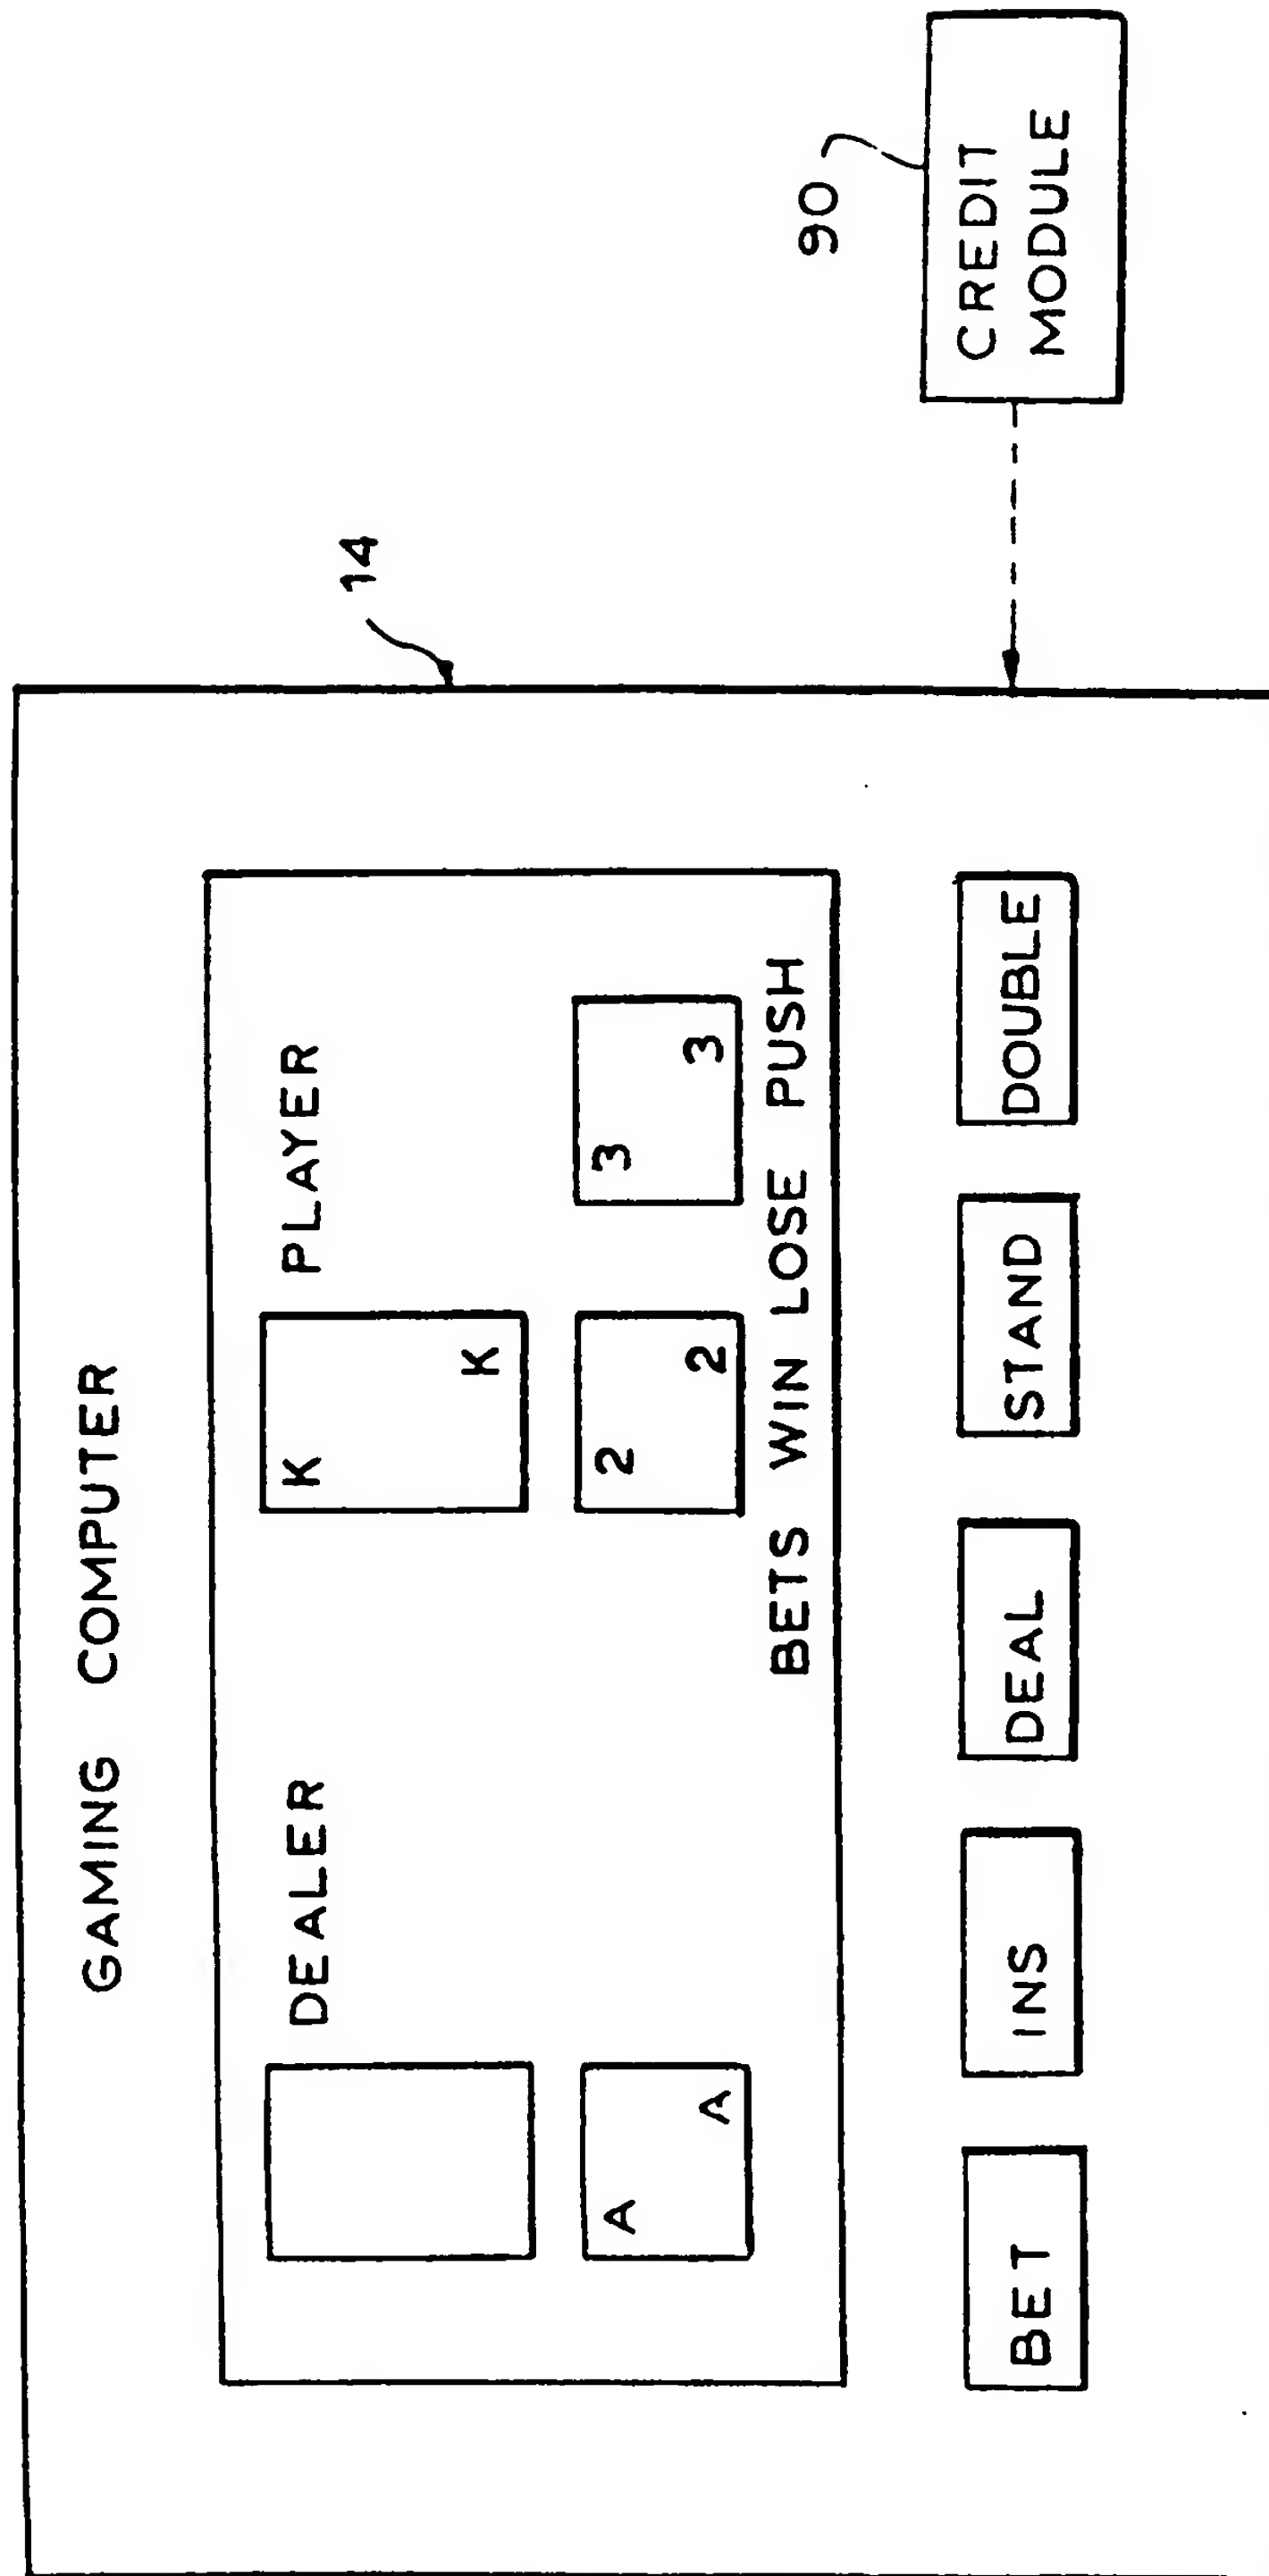 GAMING COMPUTER
14
DEALER
PLAYER
K
K
A
A
2
2
3
3
BETS WIN LOSE PUSH
BET
INS
DEAL
STAND
DOUBLE
90
CREDIT
MODULE